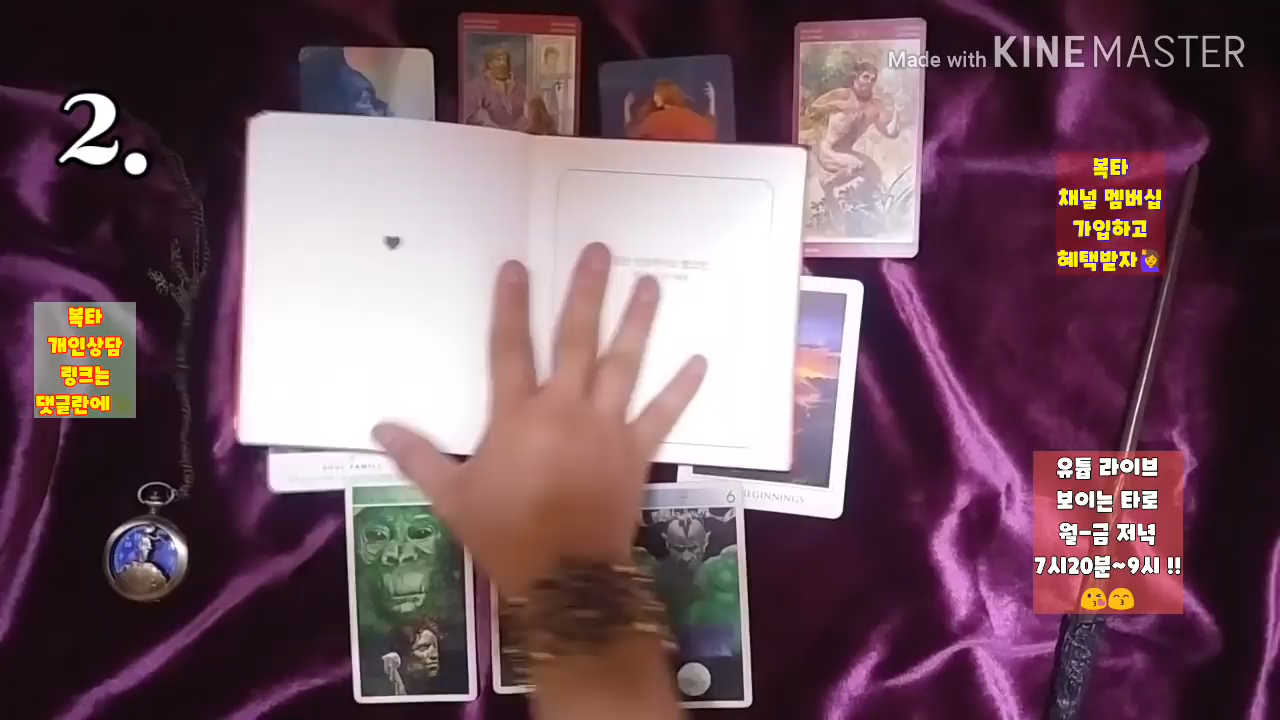 Made with KINEMASTER
2.
복타
채널 멤버십
가입하고
혜택받자🙋
복타
개인상담
링크는
댓글란에
SOUL FAMILY
6
BEGINNINGS
유튭 라이브
보이는 타로
월-금 저녁
7시20분~9시 !!
😘😙